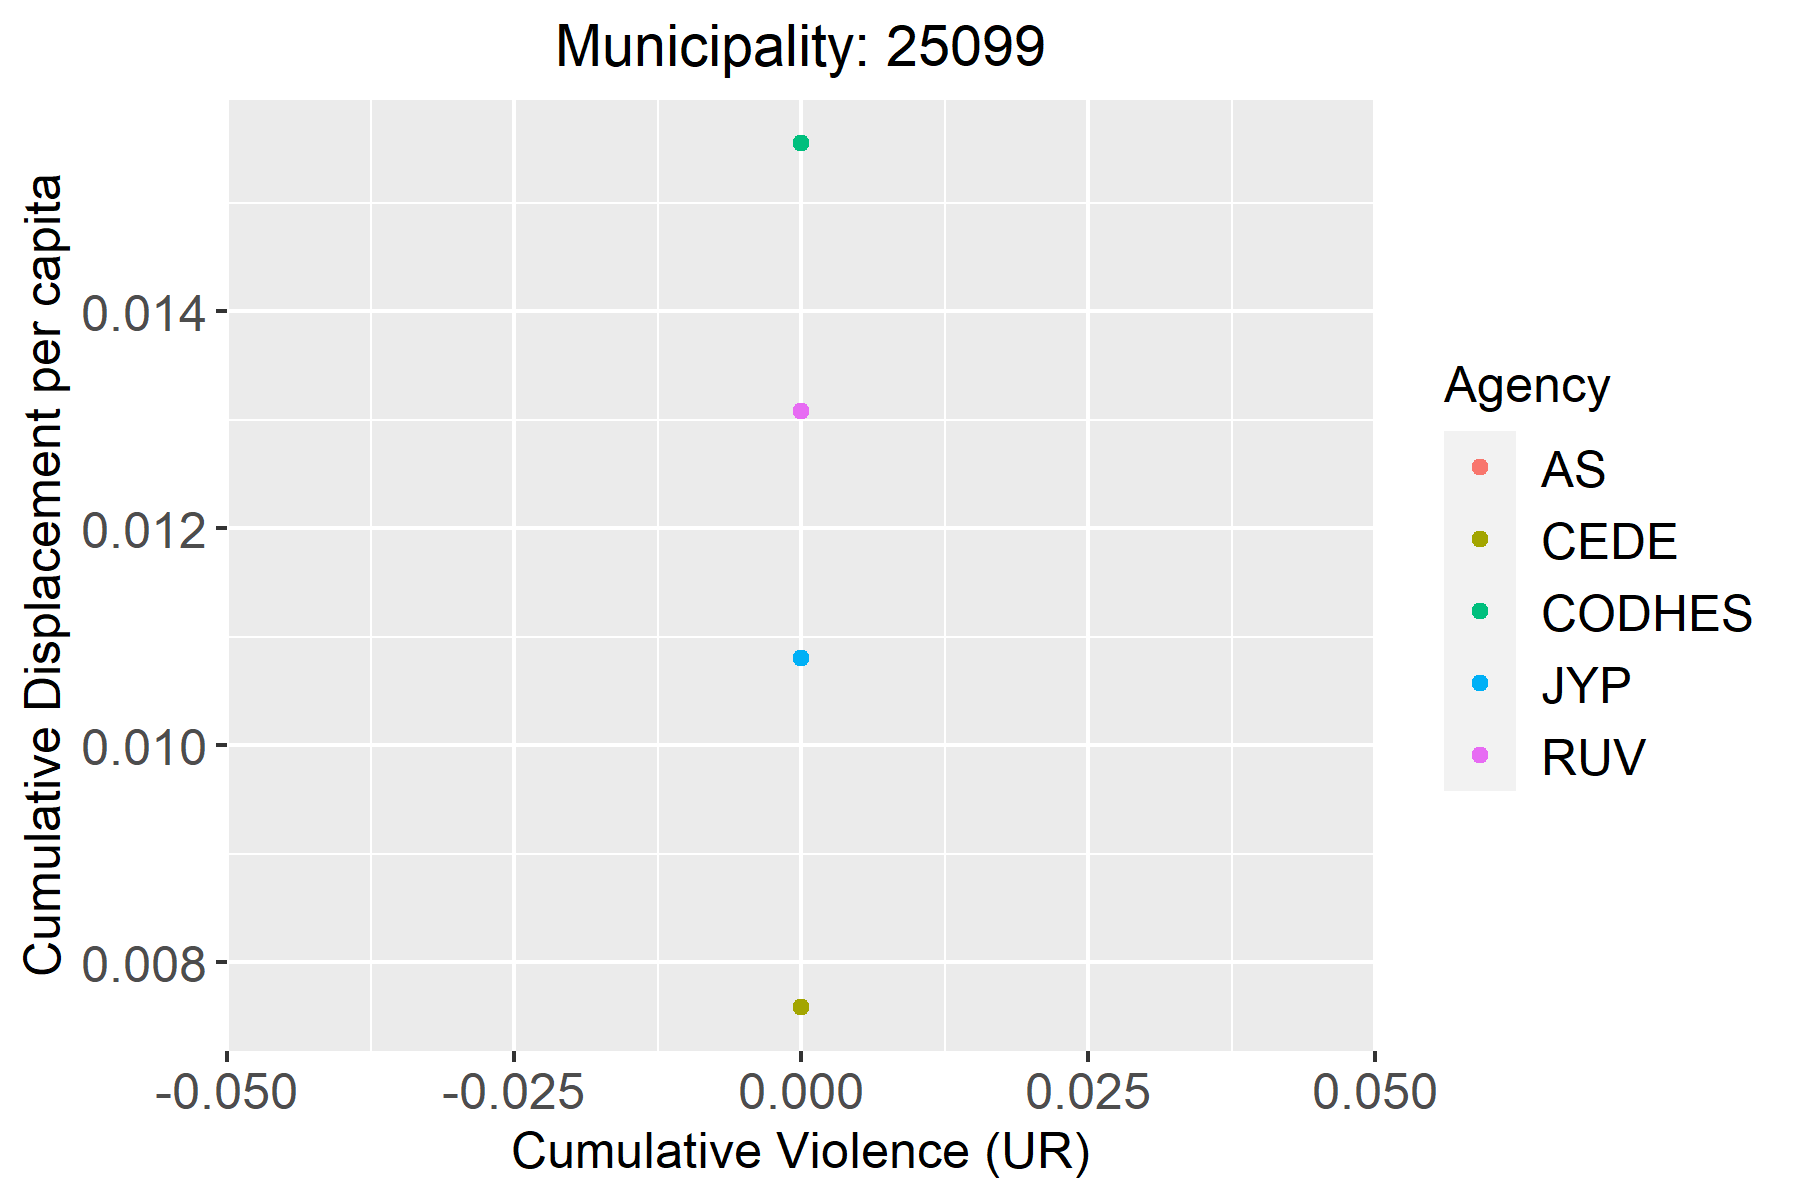 Municipality: 25099
Cumulative Displacement per capita
0.014
0.012
0.010
0.008
-0.050
-0.025
0.000
0.025
0.050
Cumulative Violence (UR)
Agency
AS
CEDE
CODHES
JYP
RUV